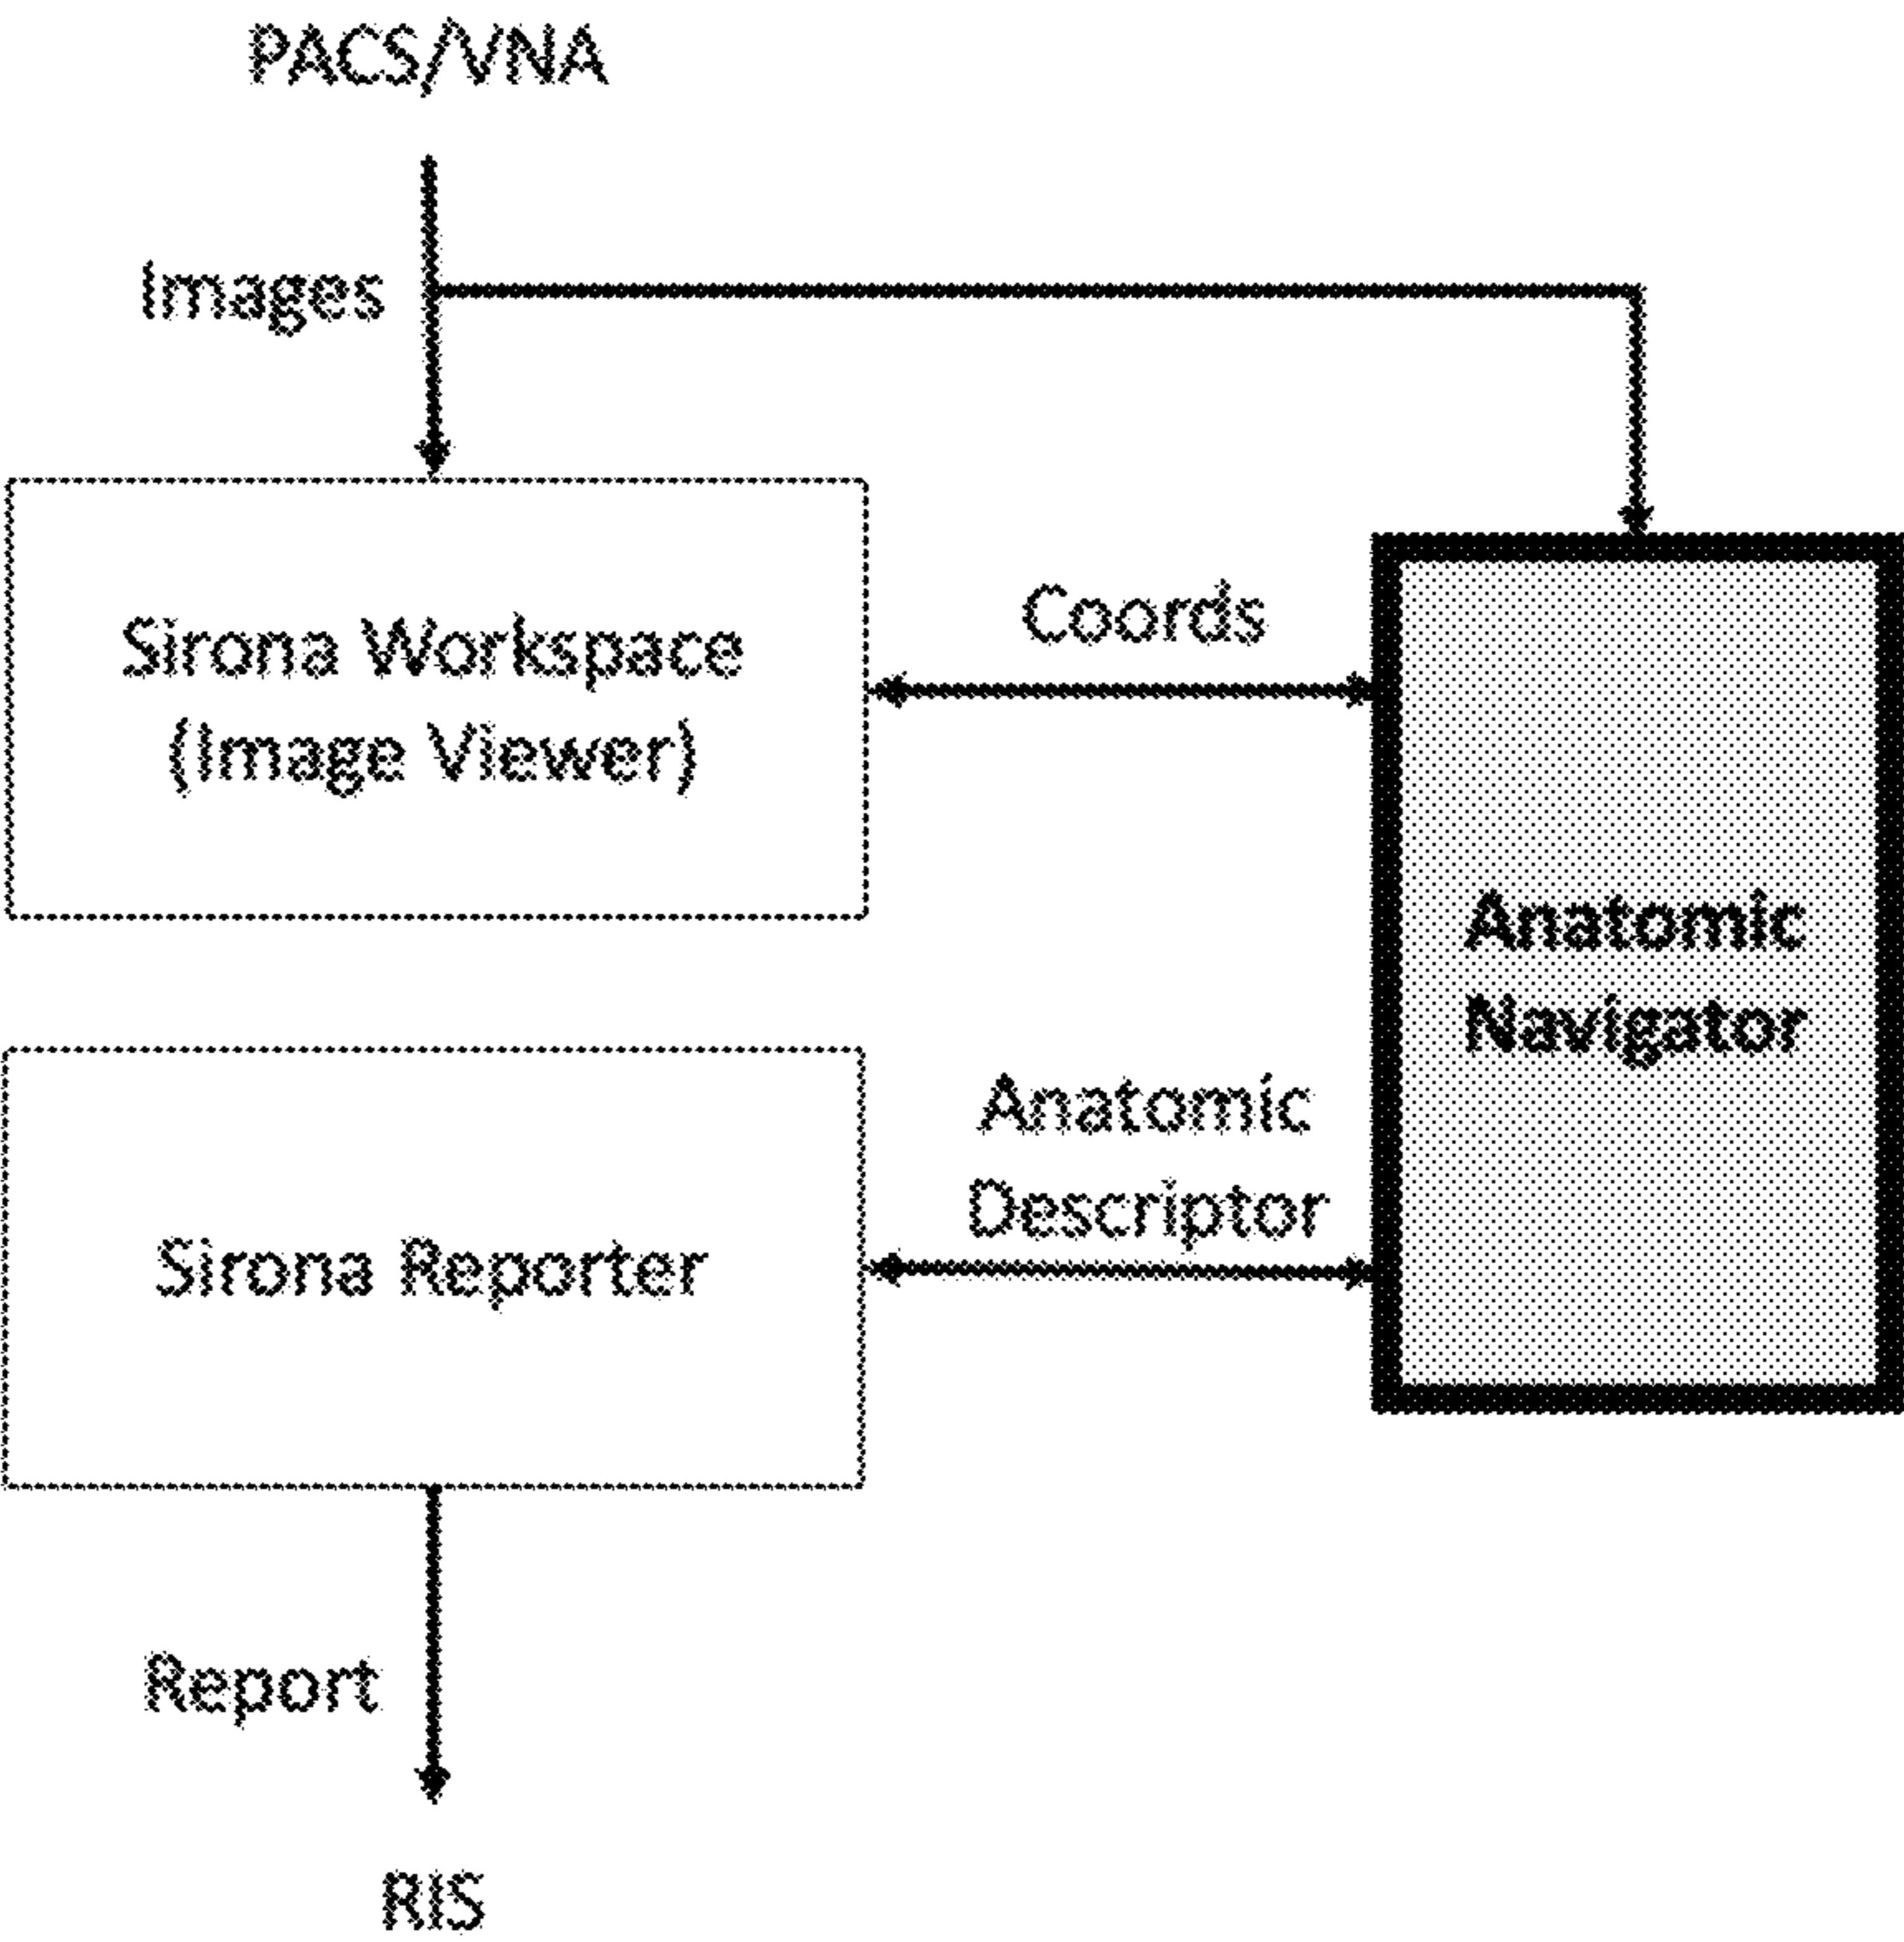 PACS/VNA
Images
Sirona Workspace
(Image Viewer)
Coords
Anatomic
Navigator
Anatomic
Descriptor
Sirona Reporter
Report
RIS